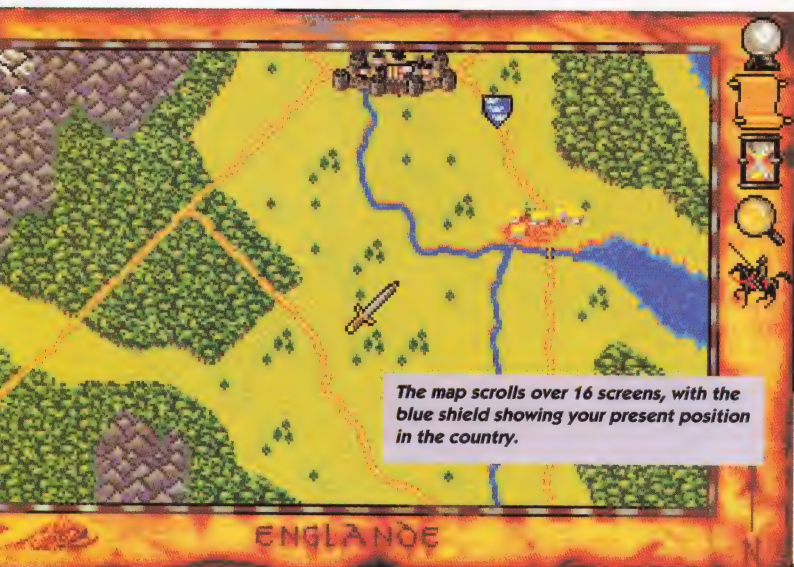 The map scrolls over 16 screens, with the
blue shield showing your present position
in the country.
ENGLANDE
N